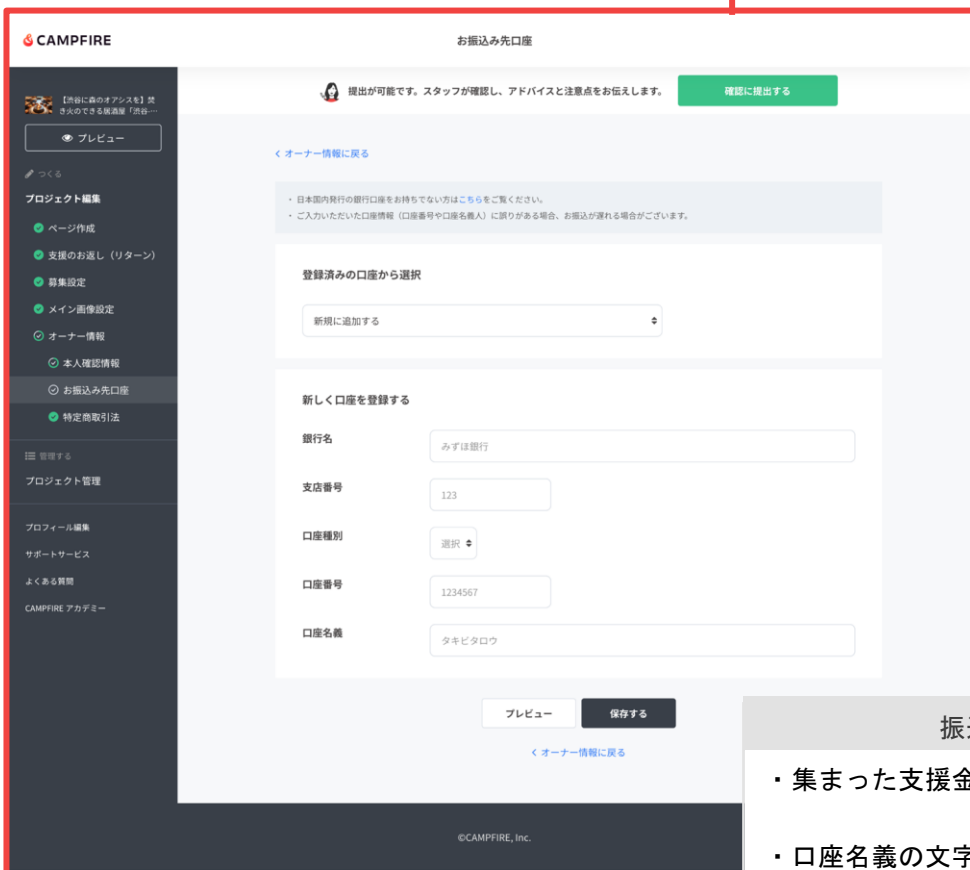 CAMPFIRE
お振込み先口座
【渋谷に森のオアシスを】焚
き火のできる居酒屋「渋谷…
プレビュー
つくる
プロジェクト編集
ページ作成
支援のお返し（リターン）
募集設定
メイン画像設定
オーナー情報
本人確認情報
お振込み先口座
特定商取引法
管理する
プロジェクト管理
プロフィール編集
サポートサービス
よくある質問
CAMPFIRE アカデミー
提出が可能です。スタッフが確認し、アドバイスと注意点をお伝えします。
確認に提出する
オーナー情報に戻る
・日本国内発行の銀行口座をお持ちでない方はこちらをご覧ください。
・ご入力いただいた口座情報（口座番号や口座名義人）に誤りがある場合、お振込が遅れる場合がございます。
登録済みの口座から選択
新規に追加する
新しく口座を登録する
銀行名
みずほ銀行
支店番号
123
口座種別
選択
口座番号
1234567
口座名義
タキビタロウ
プレビュー
保存する
オーナー情報に戻る
©CAMPFIRE, Inc.
振
・集まった支援金
・口座名義の文字